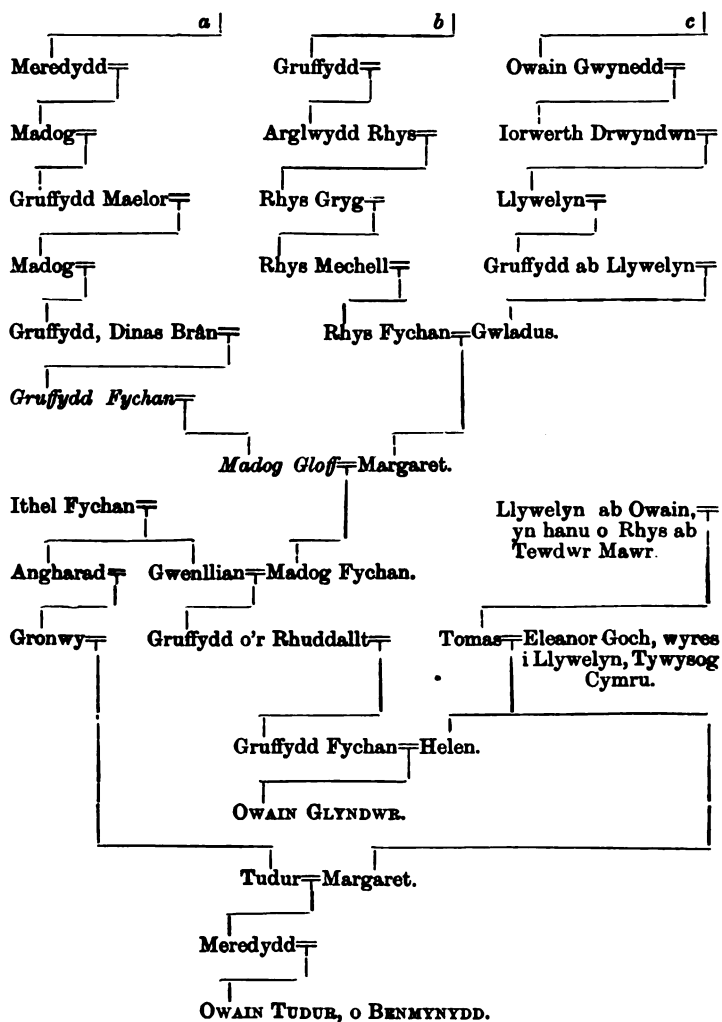 a b c
Meredydd Gruffydd Owain Gwynedd
Madog Arglwydd Rhys Iorwerth Drwyndwn
Gruffydd Maelor Rhys Gryg Llywelyn
Madog Rhys Mechell Gruffydd ab Llywelyn
Gruffydd, Dinas Brân Rhys Fychan Gwladus.
Gruffydd Fychan
Madog Gloff Margaret.
Ithel Fychan
Llywelyn ab Owain,
yn hanu o Rhys ab
Tewdwr Mawr.
Angharad Gwenllian Madog Fychan.
Gronwy Gruffydd o'r Rhuddallt Tomas Eleanor Goch, wyres
i Llywelyn, Tywysog
Cymru.
Gruffydd Fychan Helen.
OWAIN GLYNDWR.
Tudur Margaret.
Meredydd
OWAIN TUDUR, o BENMYNYDD.